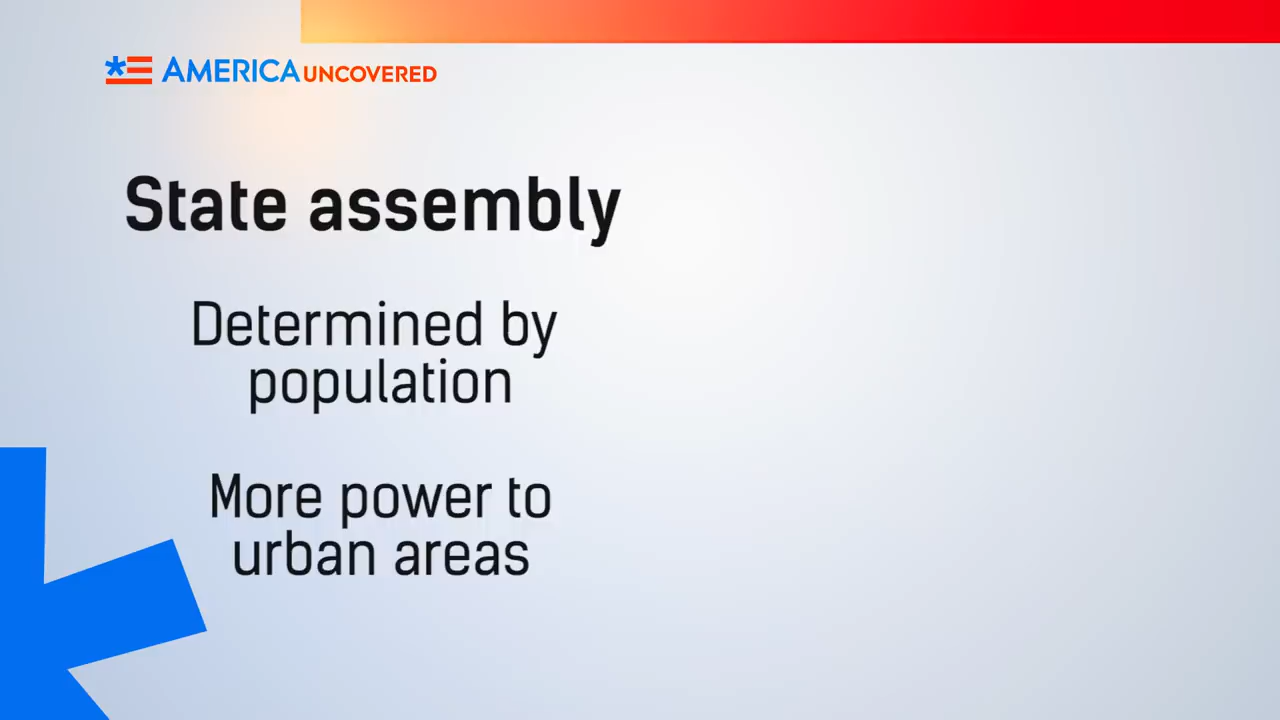 AMERICA UNCOVERED
State assembly
Determined by
population
More power to
urban areas